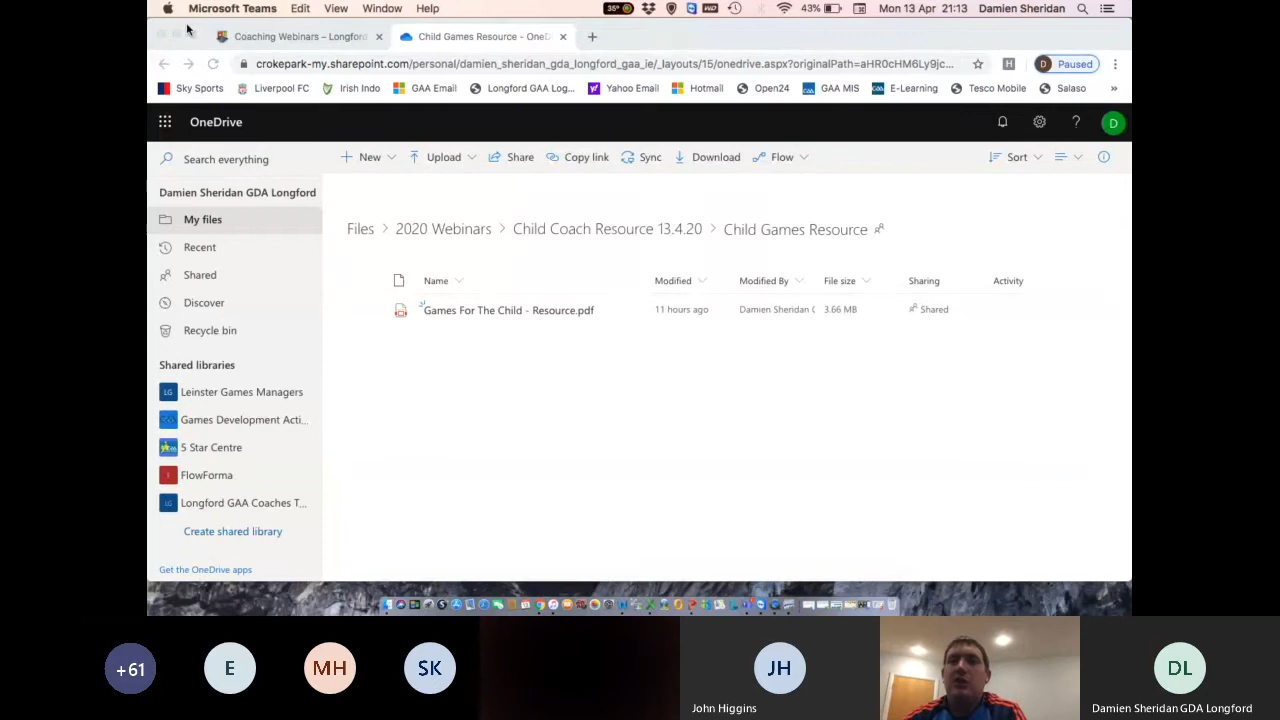 Microsoft Teams Edit View Window Help 35° 43% Mon 13 Apr 21:13 Damien Sheridan
Coaching Webinars – Longford Child Games Resource - OneD
crokepark-my.sharepoint.com/personal/damien_sheridan_gda_longford_gaa_ie/_layouts/15/onedrive.aspx?originalPath=aHR0cHM6Ly9jc... H D Paused
Sky Sports Liverpool FC Irish Indo GAA Email Longford GAA Log... Yahoo Email Hotmail Open24 GAA MIS E-Learning Tesco Mobile Salaso »
OneDrive ? D
Search everything + New Upload Share Copy link Sync Download Flow Sort
Damien Sheridan GDA Longford
My files
Recent
Shared
Discover
Recycle bin
Shared libraries
LG Leinster Games Managers
Games Development Acti...
5 Star Centre
FlowForma
LG Longford GAA Coaches T...
Create shared library
Get the OneDrive apps
Files > 2020 Webinars > Child Coach Resource 13.4.20 > Child Games Resource
Name Modified Modified By File size Sharing Activity
Games For The Child - Resource.pdf 11 hours ago Damien Sheridan ( 3.66 MB Shared
+61 E MH SK JH DL
John Higgins Damien Sheridan GDA Longford